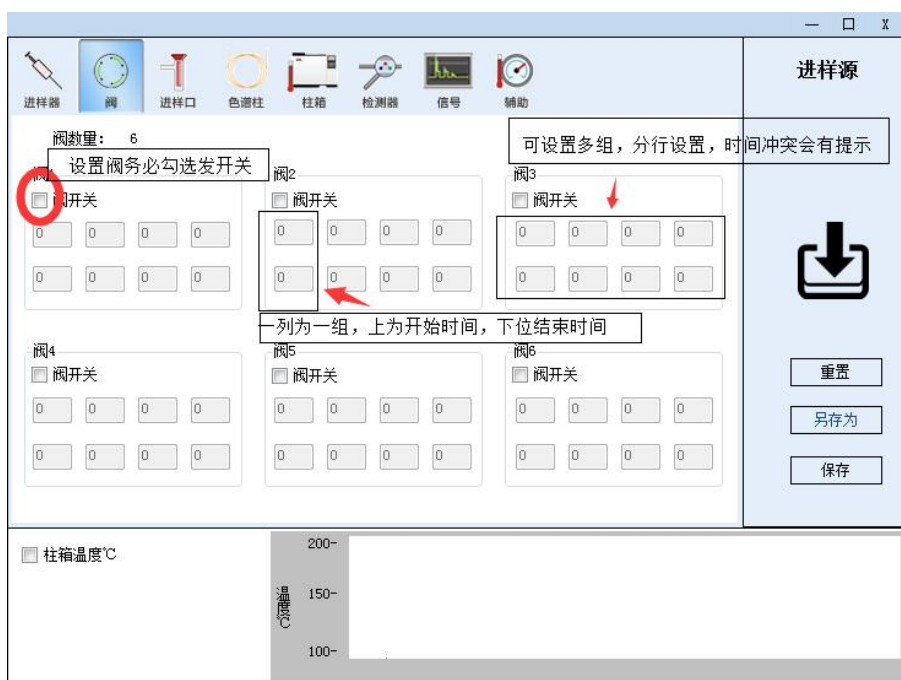 — 口 X
进样器 阀 进样口 色谱柱 柱箱 检测器 信号 辅助
进样源
阀数量: 6
可设置多组，分行设置，时间冲突会有提示
设置阀务必勾选发开关
阀2
阀3
阀开关
阀开关
阀开关
0 0 0 0
0 0 0 0
0 0 0 0
0 0 0 0
0 0 0 0
0 0 0 0
一列为一组，上为开始时间，下位结束时间
阀4
阀5
阀6
阀开关
阀开关
阀开关
重置
0 0 0 0
0 0 0 0
0 0 0 0
另存为
0 0 0 0
0 0 0 0
0 0 0 0
保存
柱箱温度℃
200-
温度℃
150-
100-